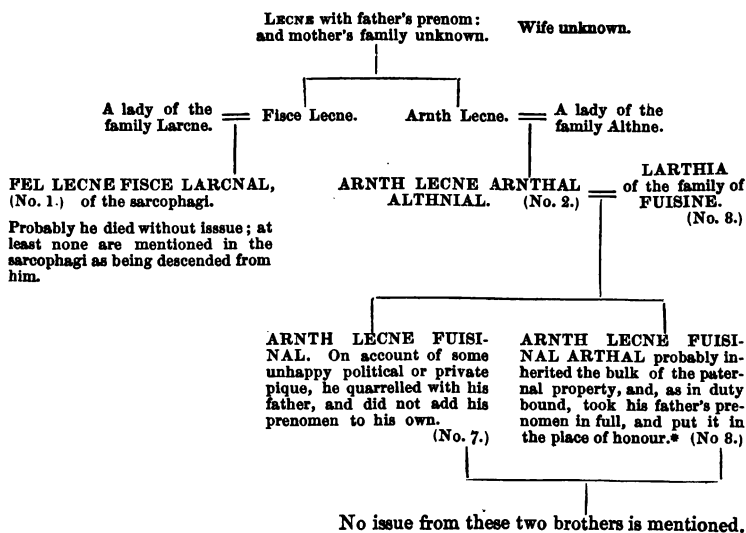 LECNE with father's prenom:
and mother's family unknown.
Wife unknown.
A lady of the
family Larcne.
Fisce Lecne.
Arnth Lecne.
A lady of the
family Althne.
FEL LECNE FISCE LARCNAL,
(No. 1.) of the sarcophagi.
Probably he died without isssue; at
least none are mentioned in the
sarcophagi as being descended from
him.
ARNTH LECNE ARNTHAL
ALTHNIAL. (No. 2.)
LARTHIA
of the family of
FUISINE.
(No. 8.)
ARNTH LECNE FUISI-
NAL. On account of some
unhappy political or private
pique, he quarrelled with his
father, and did not add his
prenomen to his own.
(No. 7.)
ARNTH LECNE FUISI-
NAL ARTHAL probably in-
herited the bulk of the pater-
nal property, and, as in duty
bound, took his father's pre-
nomen in full, and put it in
the place of honour.* (No 8.)
No issue from these two brothers is mentioned.